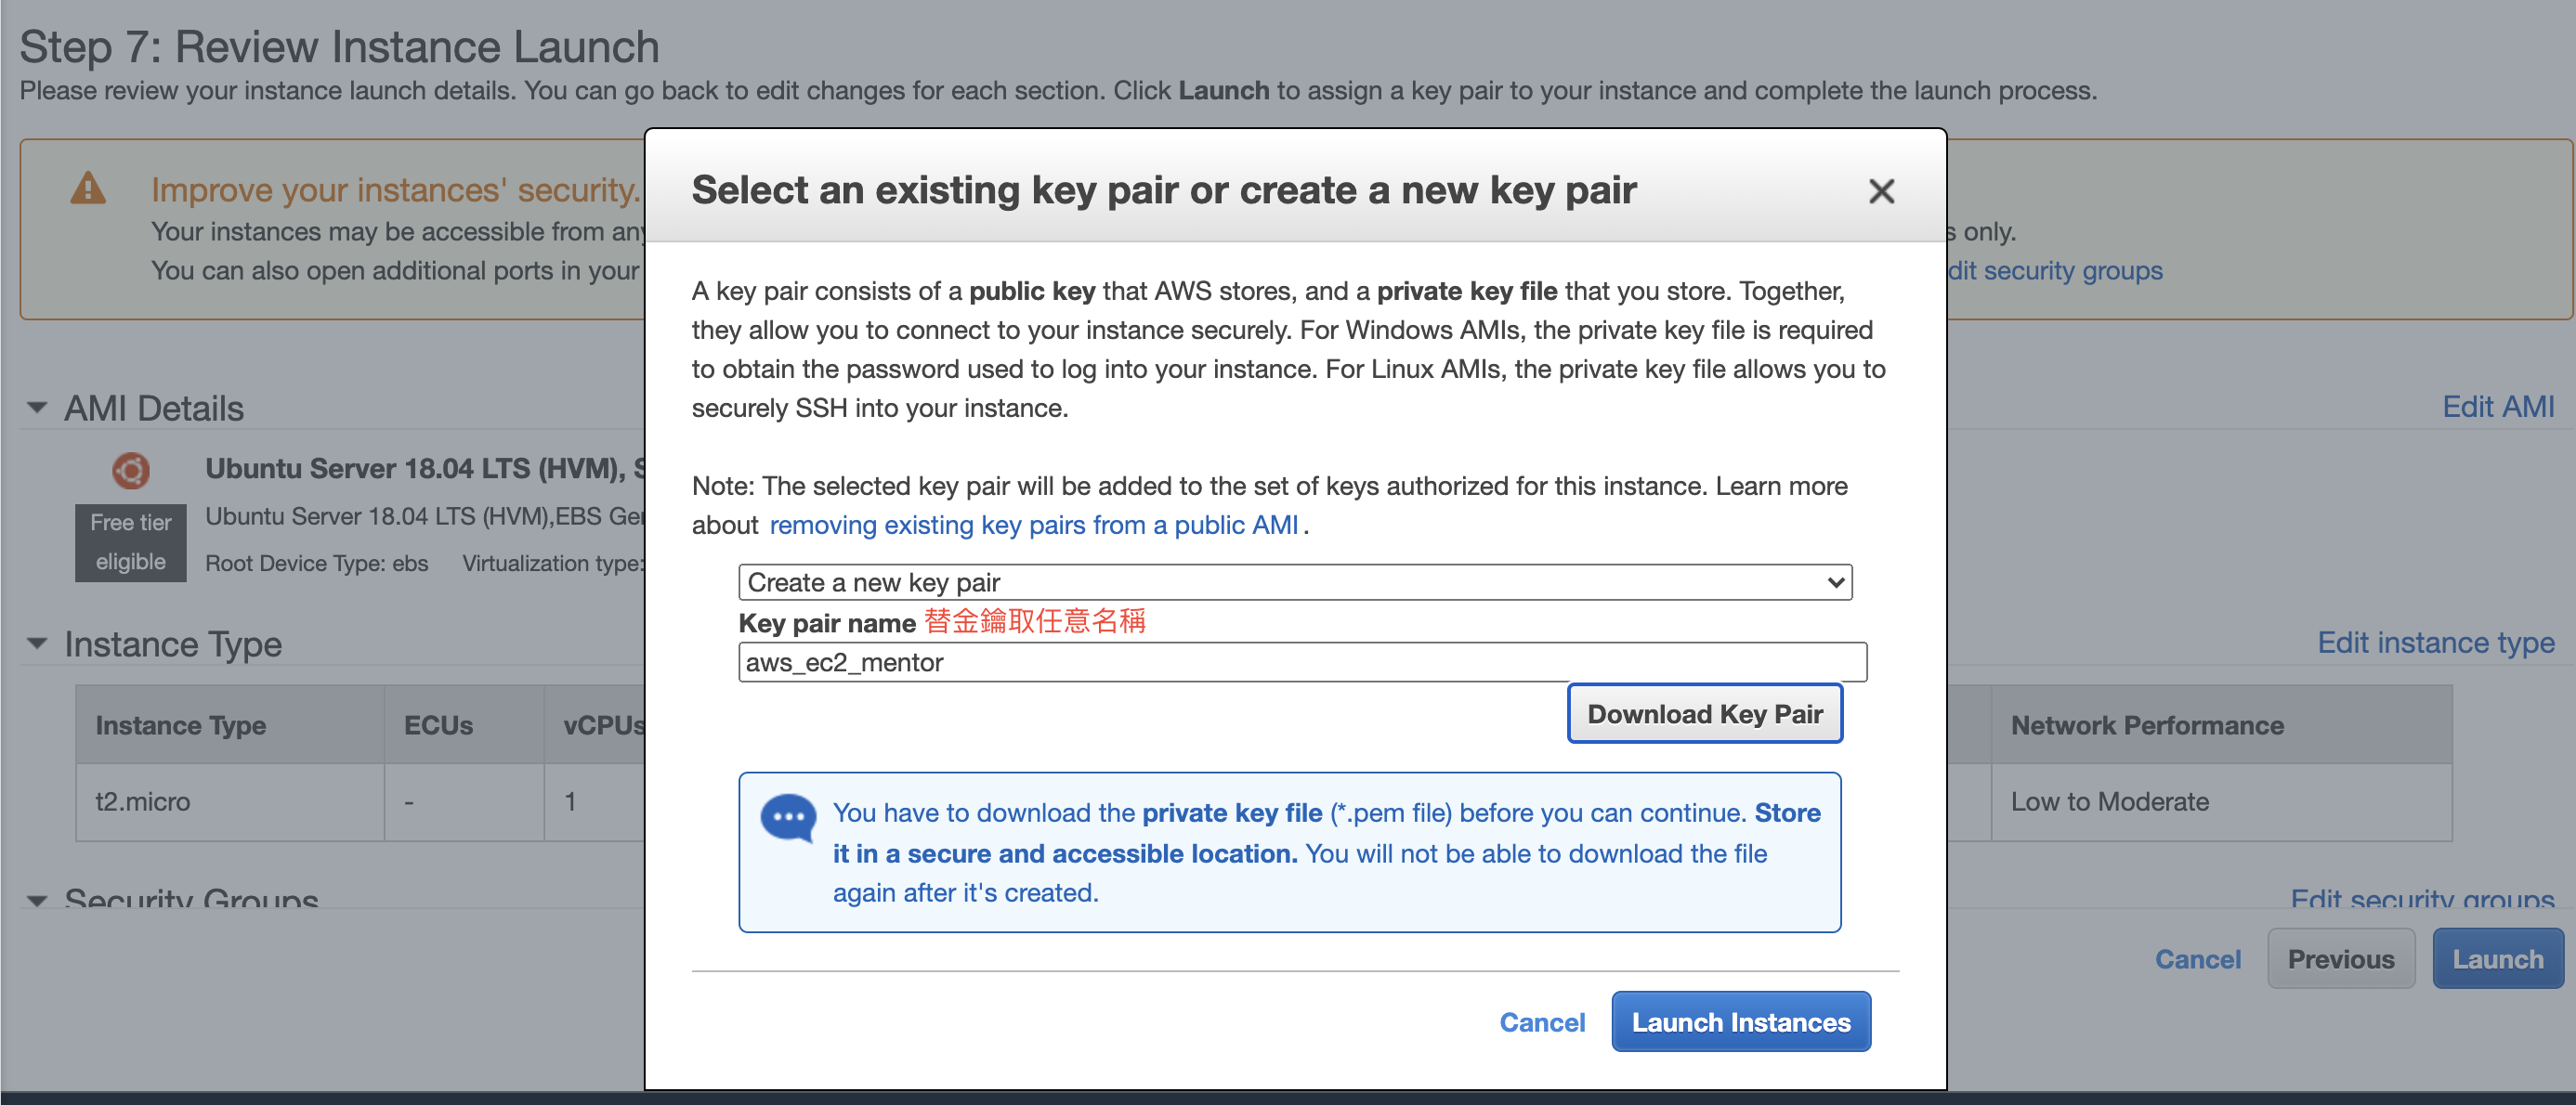 Step 7: Review Instance Launch
Please review your instance launch details. You can go back to edit changes for each section. Click Launch to assign a key pair to your instance and complete the launch process.
Improve your instances' security.
Your instances may be accessible from any
s only.
You can also open additional ports in your
dit security groups
Select an existing key pair or create a new key pair
A key pair consists of a public key that AWS stores, and a private key file that you store. Together,
they allow you to connect to your instance securely. For Windows AMIs, the private key file is required
to obtain the password used to log into your instance. For Linux AMIs, the private key file allows you to
securely SSH into your instance.
Note: The selected key pair will be added to the set of keys authorized for this instance. Learn more
about removing existing key pairs from a public AMI.
Create a new key pair
Key pair name 替金鑰取任意名稱
aws_ec2_mentor
Download Key Pair
You have to download the private key file (*.pem file) before you can continue. Store
it in a secure and accessible location. You will not be able to download the file
again after it's created.
Cancel Launch Instances
AMI Details
Edit AMI
Ubuntu Server 18.04 LTS (HVM), S
Free tier
eligible
Ubuntu Server 18.04 LTS (HVM),EBS Ge
Root Device Type: ebs Virtualization type:
Instance Type
Edit instance type
Instance Type ECUs vCPUs Network Performance
t2.micro - 1 Low to Moderate
Security Groups
Edit security groups
Cancel Previous Launch